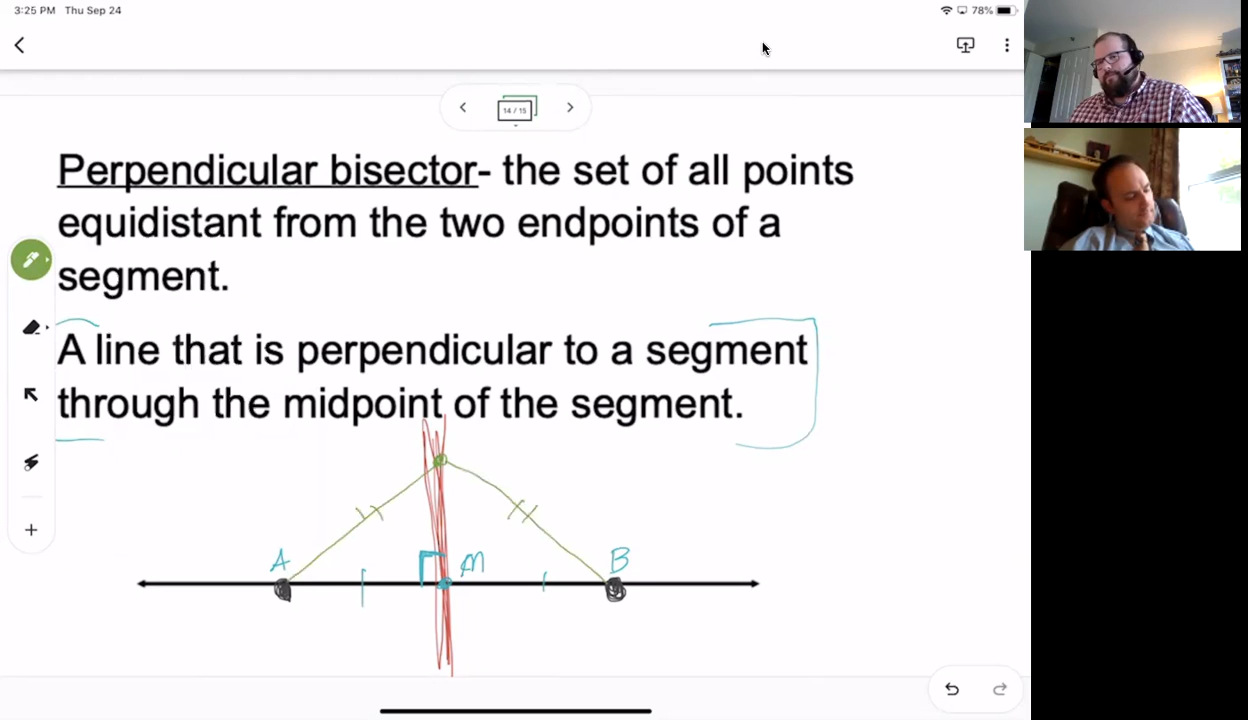 3:25 PM Thu Sep 24
78%
14 / 15
Perpendicular bisector- the set of all points
equidistant from the two endpoints of a
segment.
A line that is perpendicular to a segment
through the midpoint of the segment.
A
M
B